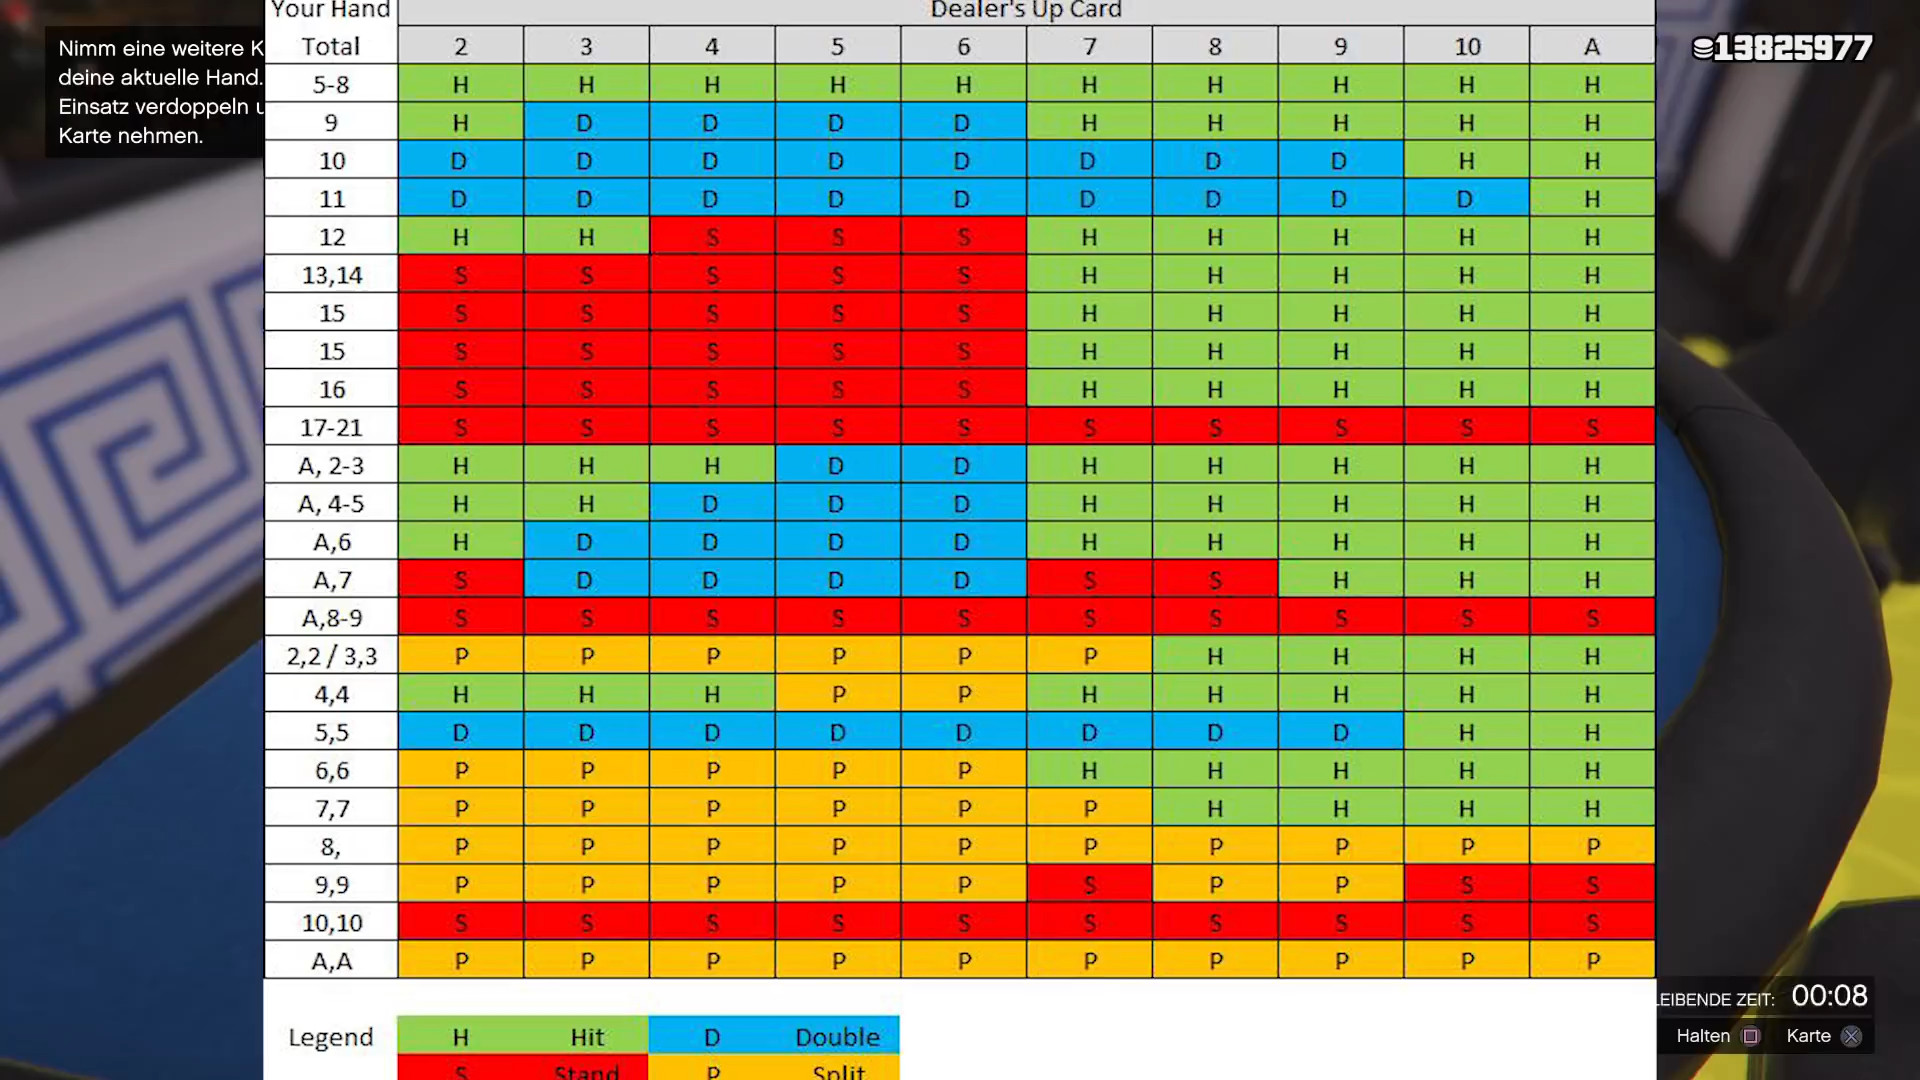 Your Hand Dealer's Up Card
Total 2 3 4 5 6 7 8 9 10 A
5-8 H H H H H H H H H H
9 H D D D D H H H H H
10 D D D D D D D D H H
11 D D D D D D D D D H
12 H H S S S H H H H H
13,14 S S S S S H H H H H
15 S S S S S H H H H H
15 S S S S S H H H H H
16 S S S S S H H H H H
17-21 S S S S S S S S S S
A, 2-3 H H H D D H H H H H
A, 4-5 H H D D D H H H H H
A,6 H D D D D H H H H H
A,7 S D D D D S S H H H
A,8-9 S S S S S S S S S S
2,2 / 3,3 P P P P P P H H H H
4,4 H H H P P H H H H H
5,5 D D D D D D D D H H
6,6 P P P P P H H H H H
7,7 P P P P P P H H H H
8, P P P P P P P P P P
9,9 P P P P P S P P S S
10,10 S S S S S S S S S S
A,A P P P P P P P P P P
Legend H Hit D Double
S Stand P Split
Nimm eine weitere K
deine aktuelle Hand.
Einsatz verdoppeln u
Karte nehmen.
13825977
LEIBENDE ZEIT: 00:08
Halten Karte